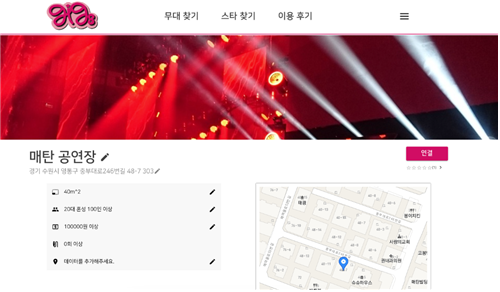 무대 찾기 스타 찾기 이용 후기
매탄 공연장
연결
경기 수원시 영통구 중부대로246번길 48-7 303
40m^2
20대 혼성 100인 이상
100000원 이상
0회 이상
데이터를 추가해주세요.